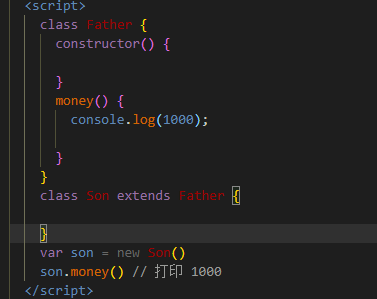 <script>
class Father {
constructor() {
}
money() {
console.log(1000);
}
}
class Son extends Father {
}
var son = new Son()
son.money() // 打印 1000
</script>